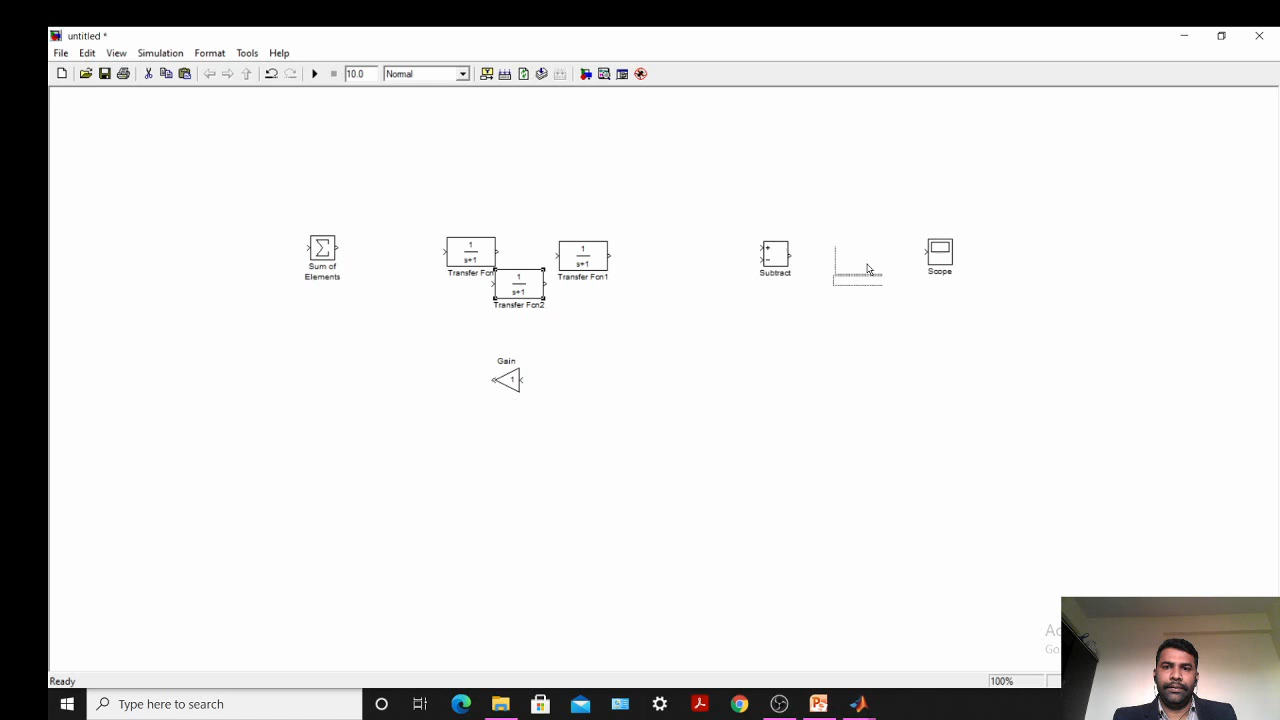 untitled *
File Edit View Simulation Format Tools Help
10.0 Normal
Sum of
Elements
1
s+1
Transfer Fcn
1
s+1
Transfer Fcn1
1
s+1
Transfer Fcn2
+
−
Subtract
Scope
Gain
1
Ready
100%
Type here to search